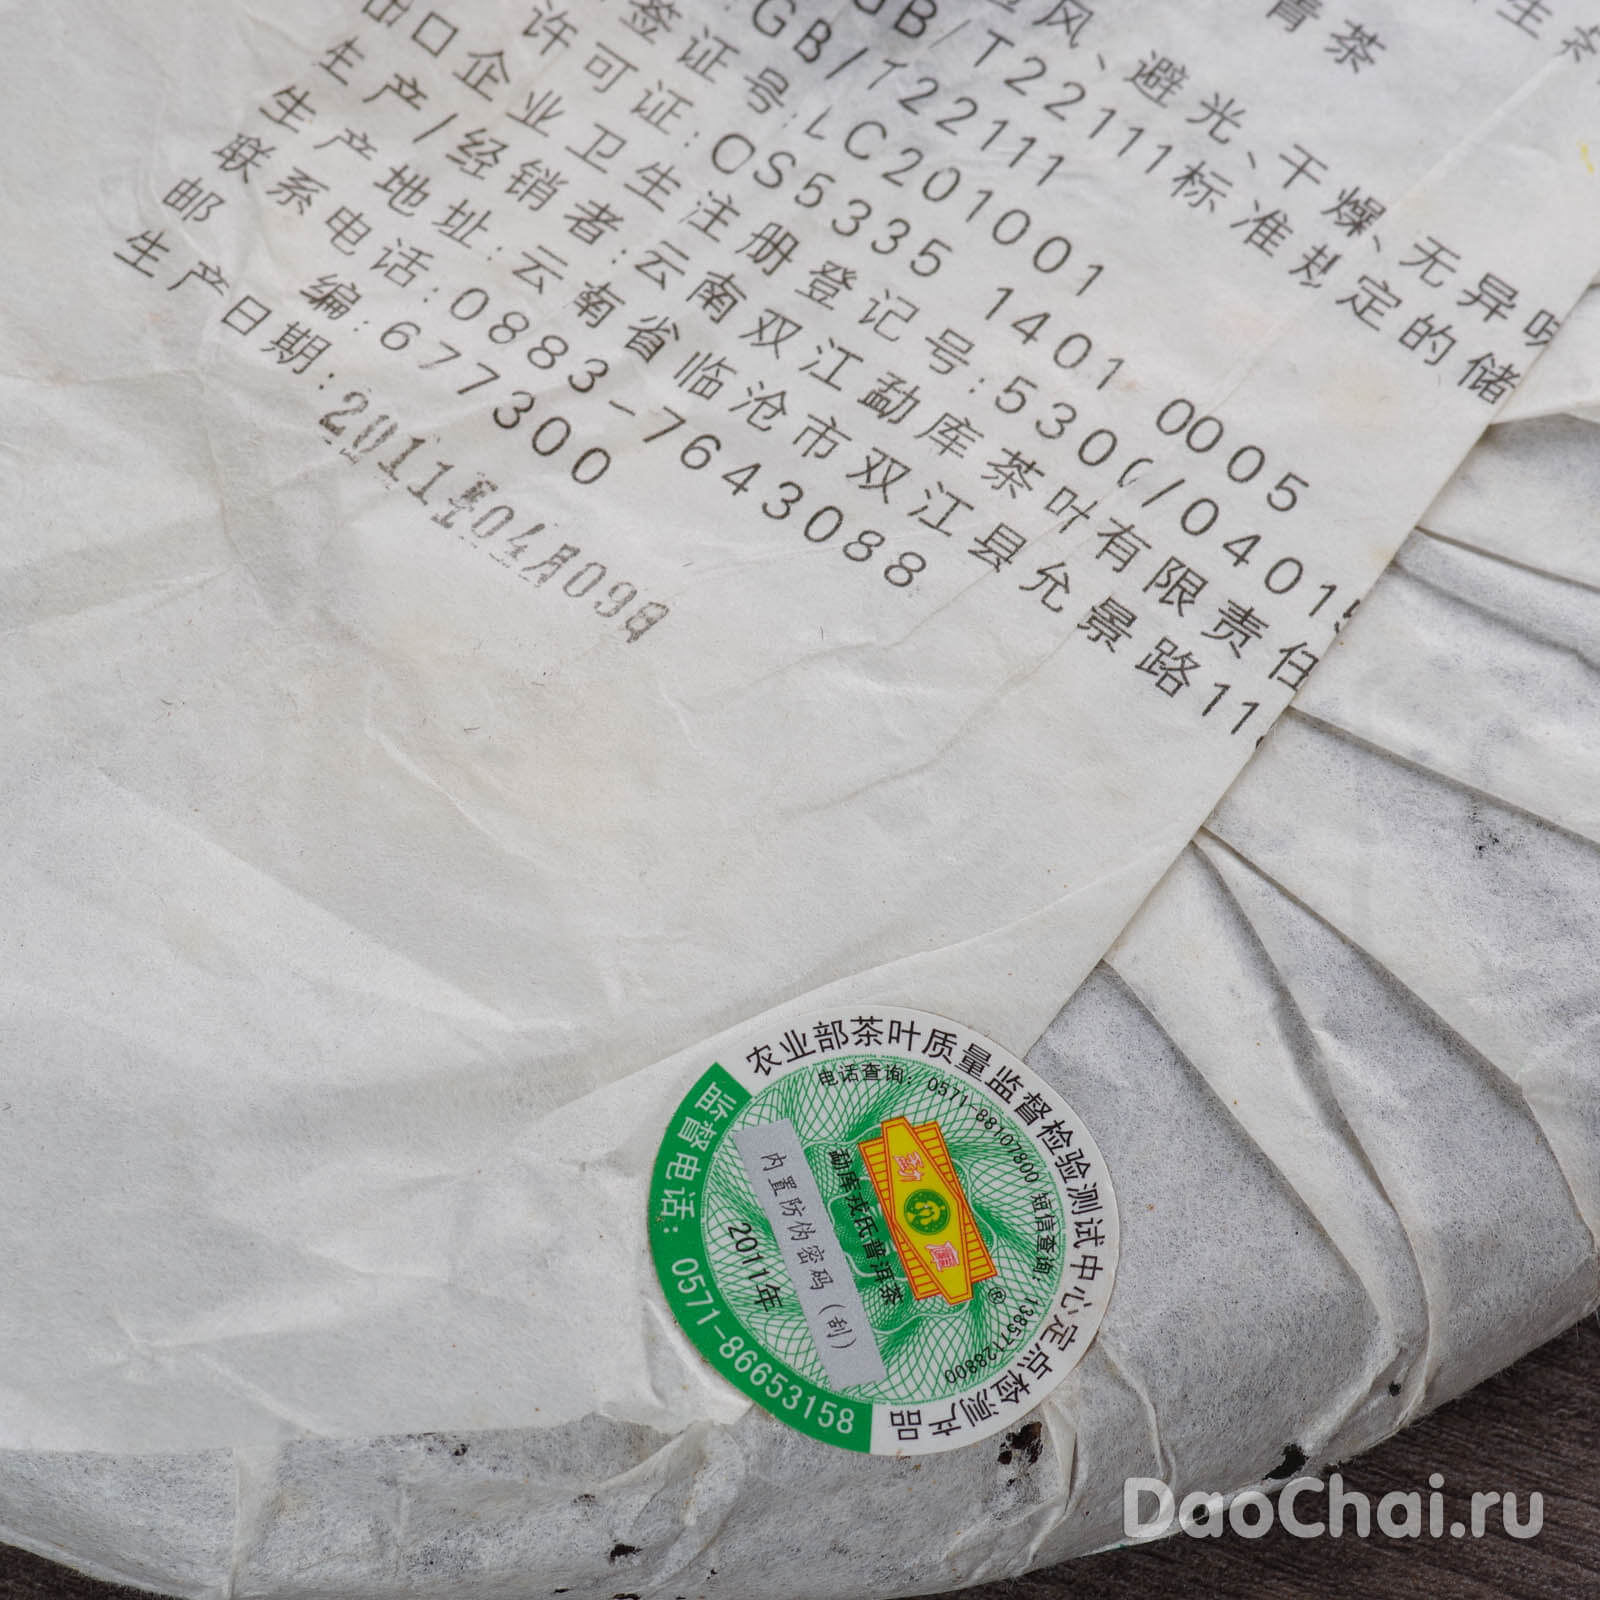 生茶
青茶
通风、避光、干燥、无异味
GB/T22111标准规定的储
GB/T22111
签证号:LC201001
许可证:QS5335 1401 0005
出口企业卫生注册登记号:5300/04015
生产/经销者:云南双江勐库茶叶有限责任
生产地址:云南省临沧市双江县允景路11
联系电话:0883-7643088
邮 编:677300
生产日期:2011年04月09日
农业部茶叶质量监督检验测试中心定点检测产品
电话查询: 0571-88107800 短信查询: 13857128800
监督电话: 0571-86653158
勐库
®
勐库戎氏普洱茶
内置防伪密码(刮)
2011年
DaoChai.ru